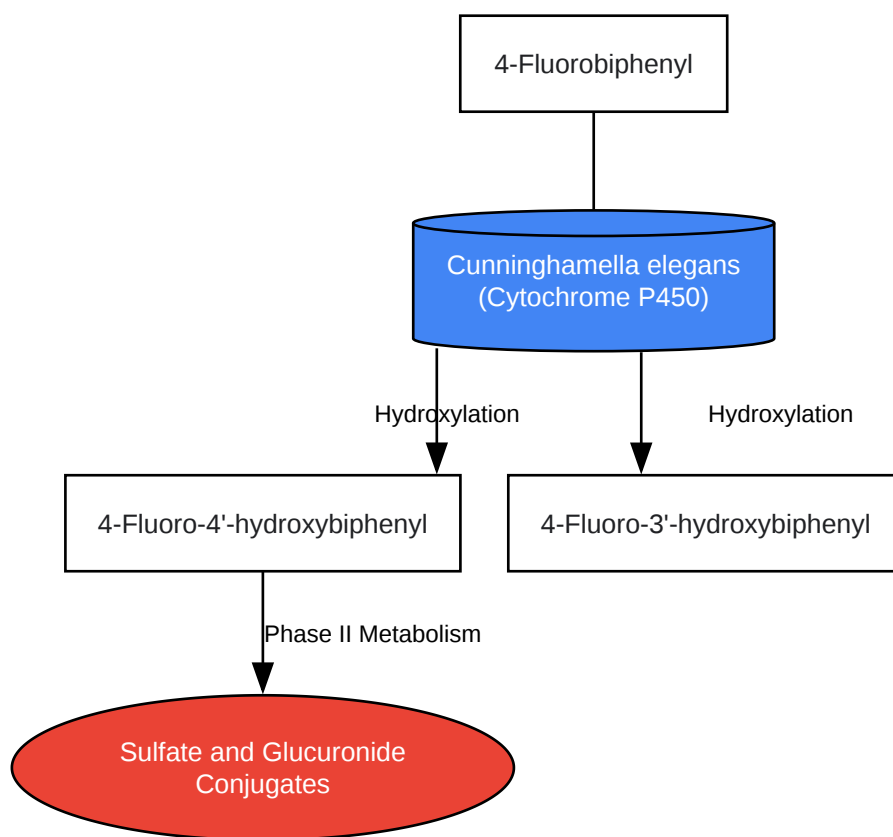 4-Fluorobiphenyl
Cunninghamella elegans
(Cytochrome P450)
Hydroxylation
Hydroxylation
4-Fluoro-4'-hydroxybiphenyl
4-Fluoro-3'-hydroxybiphenyl
Phase II Metabolism
Sulfate and Glucuronide
Conjugates